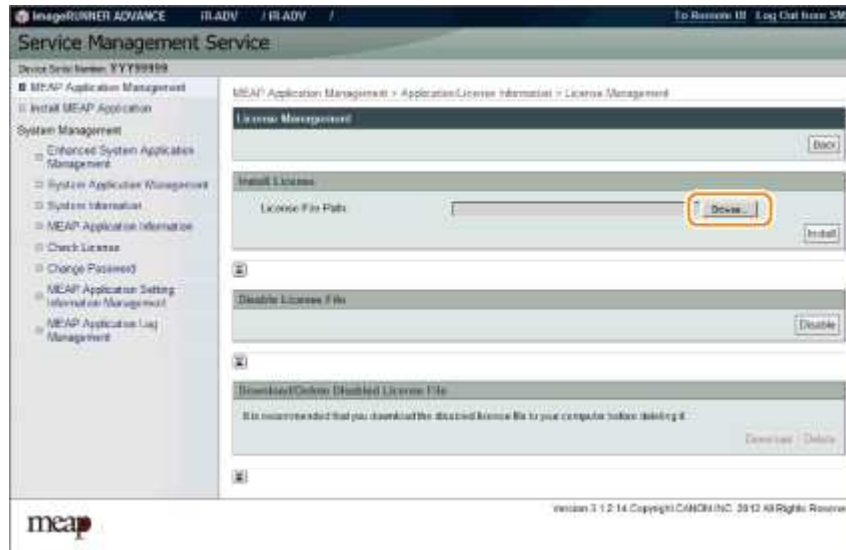 imageRUNNER ADVANCE iR-ADV / iR-ADV /
To Remote UI Log Out from SM
Service Management Service
Device Serial Number: YYY99999
MEAP Application Management
Install MEAP Application
System Management
Enhanced System Application
Management
System Application Management
System Information
MEAP Application Information
Check License
Change Password
MEAP Application Setting
Information Management
MEAP Application Log
Management
MEAP Application Management > Application/License Information > License Management
License Management
Back
Install License
License File Path:
Browse...
Install
Disable License File
Disable
Download/Delete Disabled License File
It is recommended that you download the disabled license file to your computer before deleting it.
Download Delete
meap
Version 3.1.2.14 Copyright CANON INC. 2012 All Rights Reserve